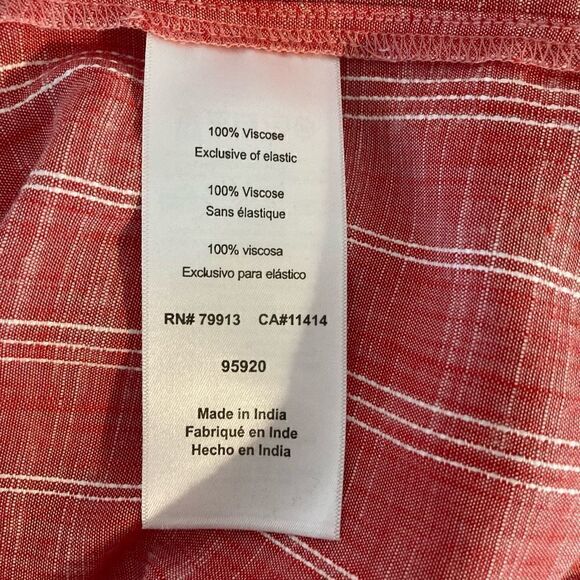 100% Viscose
Exclusive of elastic
100% Viscose
Sans élastique
100% viscosa
Exclusivo para elástico
RN# 79913 CA#11414
95920
Made in India
Fabriqué en Inde
Hecho en India